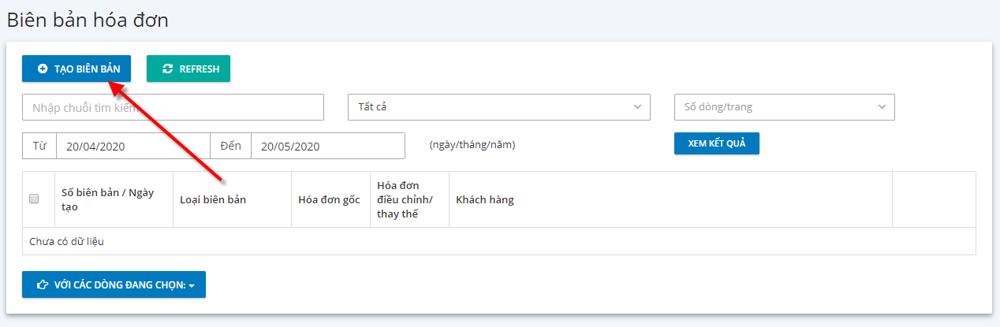 Biên bản hóa đơn
TẠO BIÊN BẢN REFRESH
Nhập chuỗi tìm kiếm Tất cả Số dòng/trang
Từ 20/04/2020 Đến 20/05/2020 (ngày/tháng/năm) XEM KẾT QUẢ
Số biên bản / Ngày
tạo
Loại biên bản
Hóa đơn gốc
Hóa đơn
điều chỉnh/
thay thế
Khách hàng
Chưa có dữ liệu
VỚI CÁC DÒNG ĐANG CHỌN: